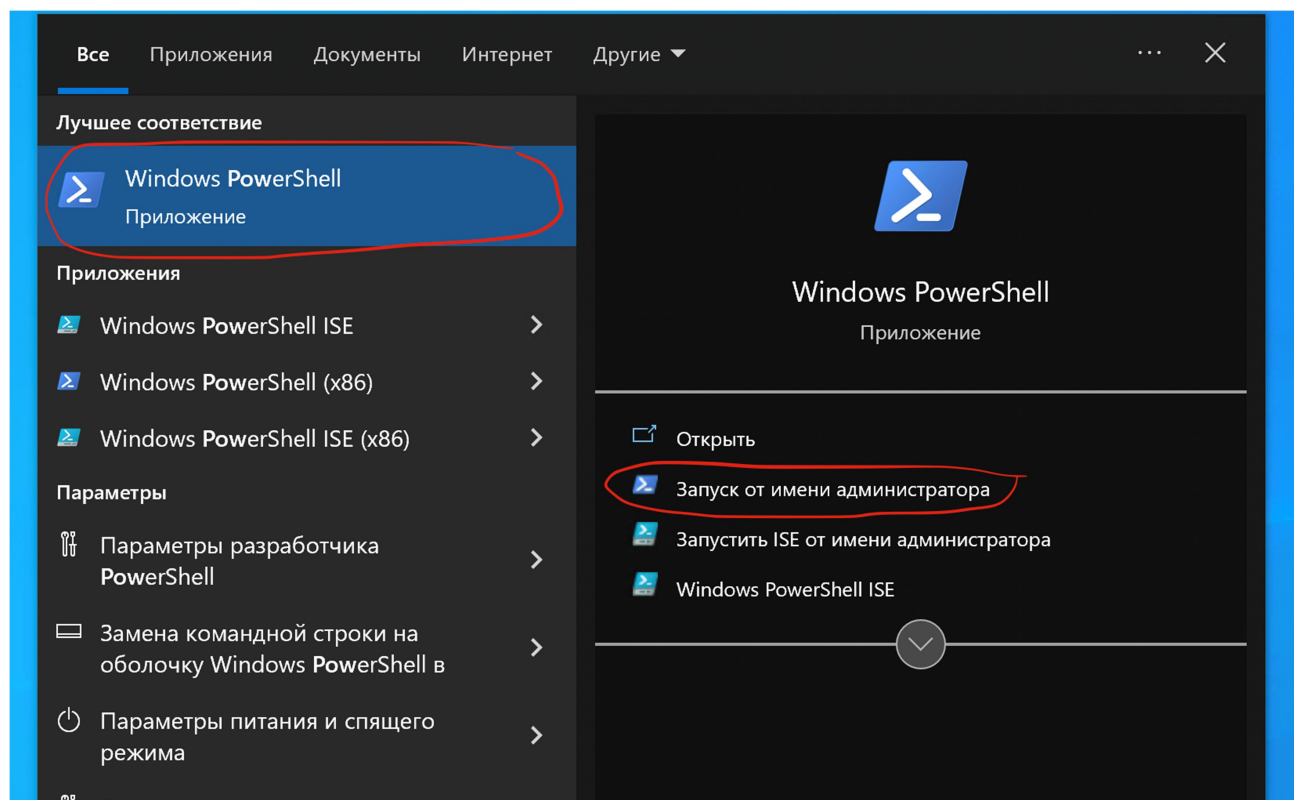 Все Приложения Документы Интернет Другие
Лучшее соответствие
Windows PowerShell
Приложение
Приложения
Windows PowerShell ISE
Windows PowerShell (x86)
Windows PowerShell ISE (x86)
Параметры
Параметры разработчика
PowerShell
Замена командной строки на
оболочку Windows PowerShell в
Параметры питания и спящего
режима
Windows PowerShell
Приложение
Открыть
Запуск от имени администратора
Запустить ISE от имени администратора
Windows PowerShell ISE